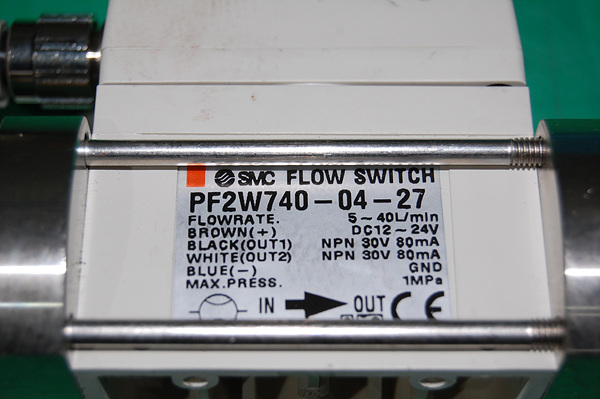 SMC FLOW SWITCH
PF2W740-04-27
FLOWRATE. 5~40L/min
BROWN(+) DC12~24V
BLACK(OUT1) NPN 30V 80mA
WHITE(OUT2) NPN 30V 80mA
BLUE(-) GND
MAX.PRESS. 1MPa
IN OUT CE